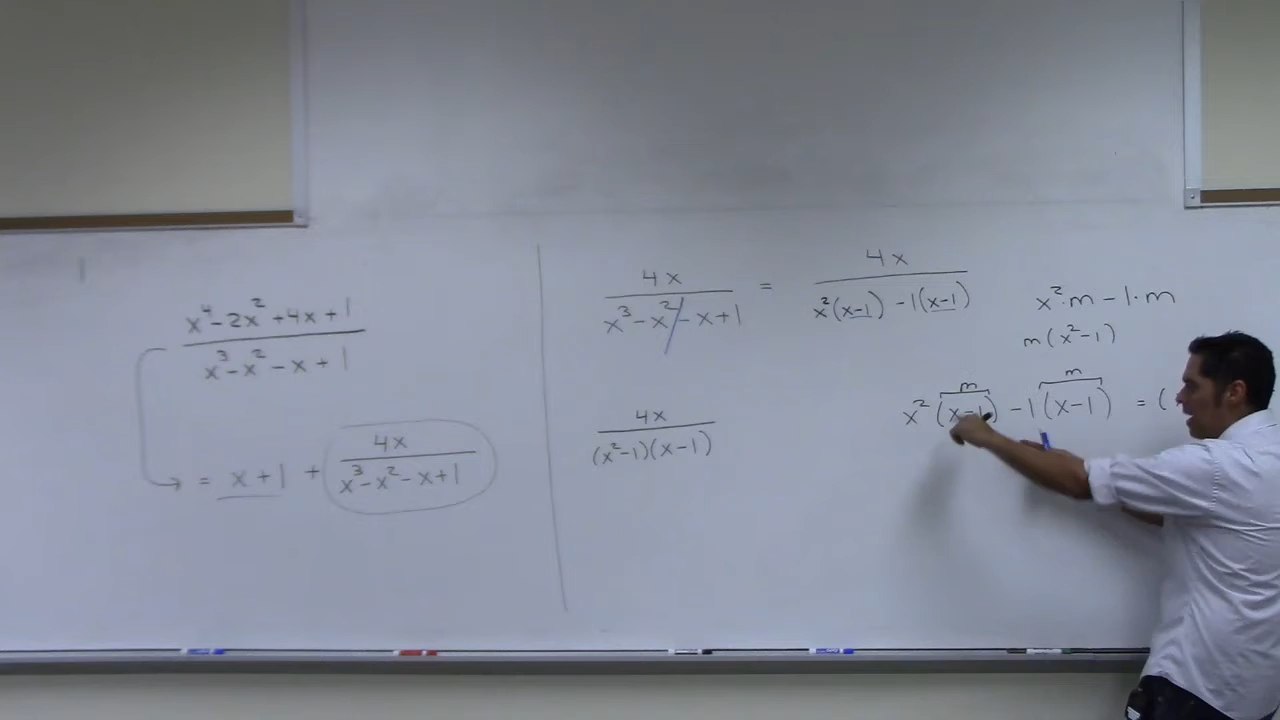 x⁴ - 2x² + 4x + 1
x³ - x² - x + 1
= x + 1 + 4x
x³ - x² - x + 1
4x = 4x
x³ - x² - x + 1 x²(x-1) - 1(x-1)
4x
(x²-1)(x-1)
x²·m - 1·m
m(x²-1)
m m
x²(x-1) - 1(x-1) = (